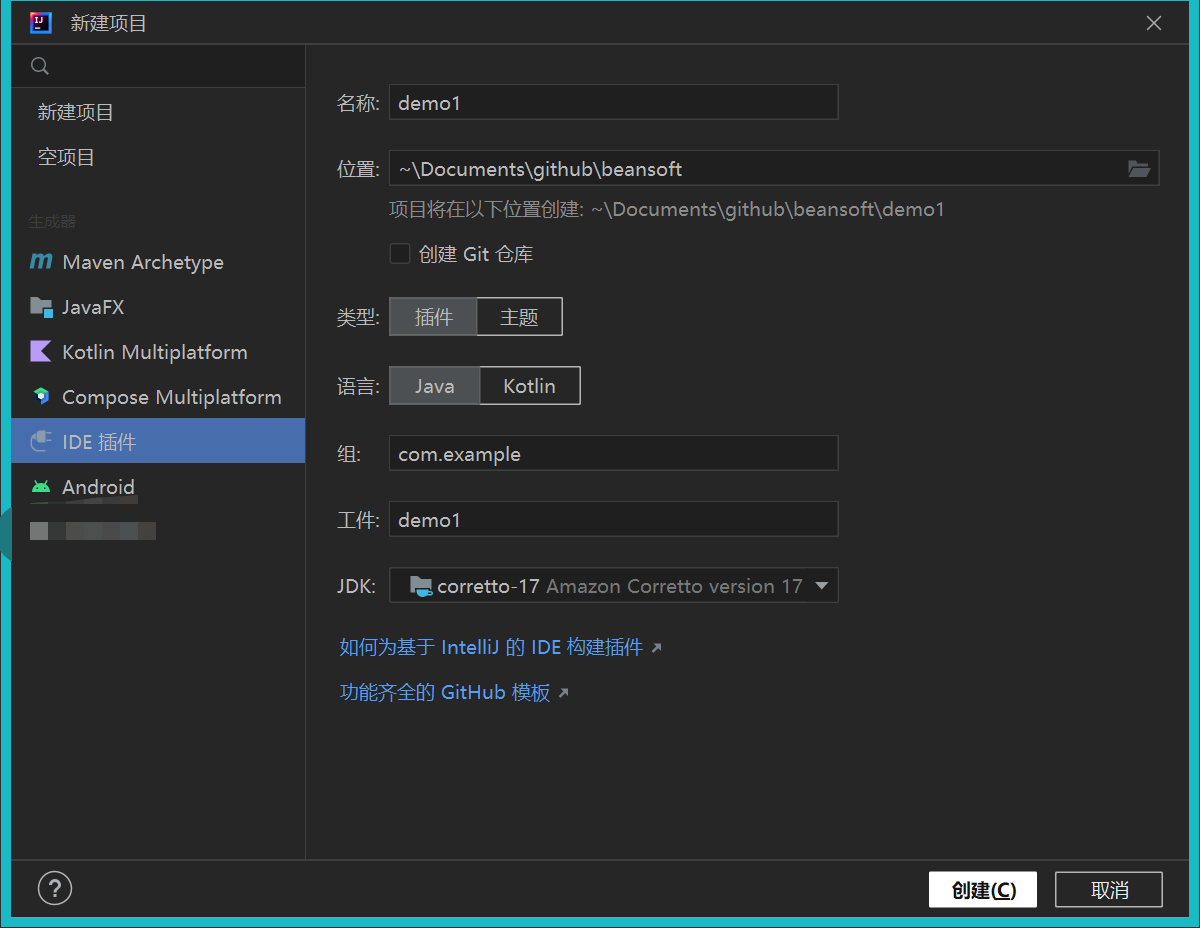 新建项目
新建项目
空项目
生成器
Maven Archetype
JavaFX
Kotlin Multiplatform
Compose Multiplatform
IDE 插件
Android
名称: demo1
位置: ~\Documents\github\beansoft
项目将在以下位置创建: ~\Documents\github\beansoft\demo1
创建 Git 仓库
类型: 插件 主题
语言: Java Kotlin
组: com.example
工件: demo1
JDK: corretto-17 Amazon Corretto version 17
如何为基于 IntelliJ 的 IDE 构建插件
功能齐全的 GitHub 模板
? 创建(C) 取消